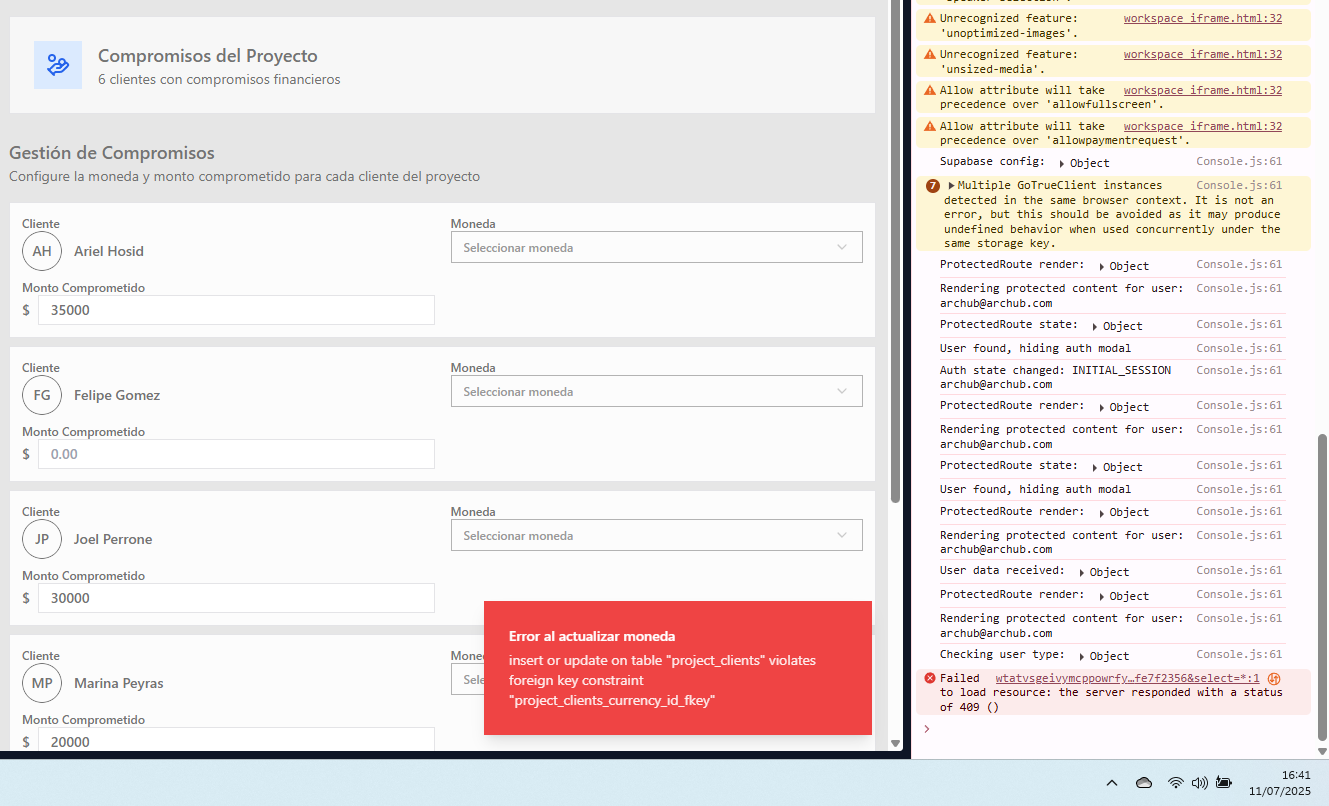 Compromisos del Proyecto
6 clientes con compromisos financieros
Gestión de Compromisos
Configure la moneda y monto comprometido para cada cliente del proyecto
Cliente
Moneda
AH
Ariel Hosid
Seleccionar moneda
Monto Comprometido
$
35000
Cliente
Moneda
FG
Felipe Gomez
Seleccionar moneda
Monto Comprometido
$
0.00
Cliente
Moneda
JP
Joel Perrone
Seleccionar moneda
Monto Comprometido
$
30000
Cliente
Mone
MP
Marina Peyras
Sele
Monto Comprometido
$
20000
Error al actualizar moneda
insert or update on table "project_clients" violates
foreign key constraint
"project_clients_currency_id_fkey"
Unrecognized feature: workspace_iframe.html:32
'unoptimized-images'.
Unrecognized feature: workspace_iframe.html:32
'unsized-media'.
Allow attribute will take workspace_iframe.html:32
precedence over 'allowfullscreen'.
Allow attribute will take workspace_iframe.html:32
precedence over 'allowpaymentrequest'.
Supabase config: Object Console.js:61
7 Multiple GoTrueClient instances Console.js:61
detected in the same browser context. It is not an
error, but this should be avoided as it may produce
undefined behavior when used concurrently under the
same storage key.
ProtectedRoute render: Object Console.js:61
Rendering protected content for user: Console.js:61
archub@archub.com
ProtectedRoute state: Object Console.js:61
User found, hiding auth modal Console.js:61
Auth state changed: INITIAL_SESSION Console.js:61
archub@archub.com
ProtectedRoute render: Object Console.js:61
Rendering protected content for user: Console.js:61
archub@archub.com
ProtectedRoute state: Object Console.js:61
User found, hiding auth modal Console.js:61
ProtectedRoute render: Object Console.js:61
Rendering protected content for user: Console.js:61
archub@archub.com
User data received: Object Console.js:61
ProtectedRoute render: Object Console.js:61
Rendering protected content for user: Console.js:61
archub@archub.com
Checking user type: Object Console.js:61
Failed wtatvsgeivymcppowrfy…fe7f2356&select=*:1
to load resource: the server responded with a status
of 409 ()
16:41
11/07/2025